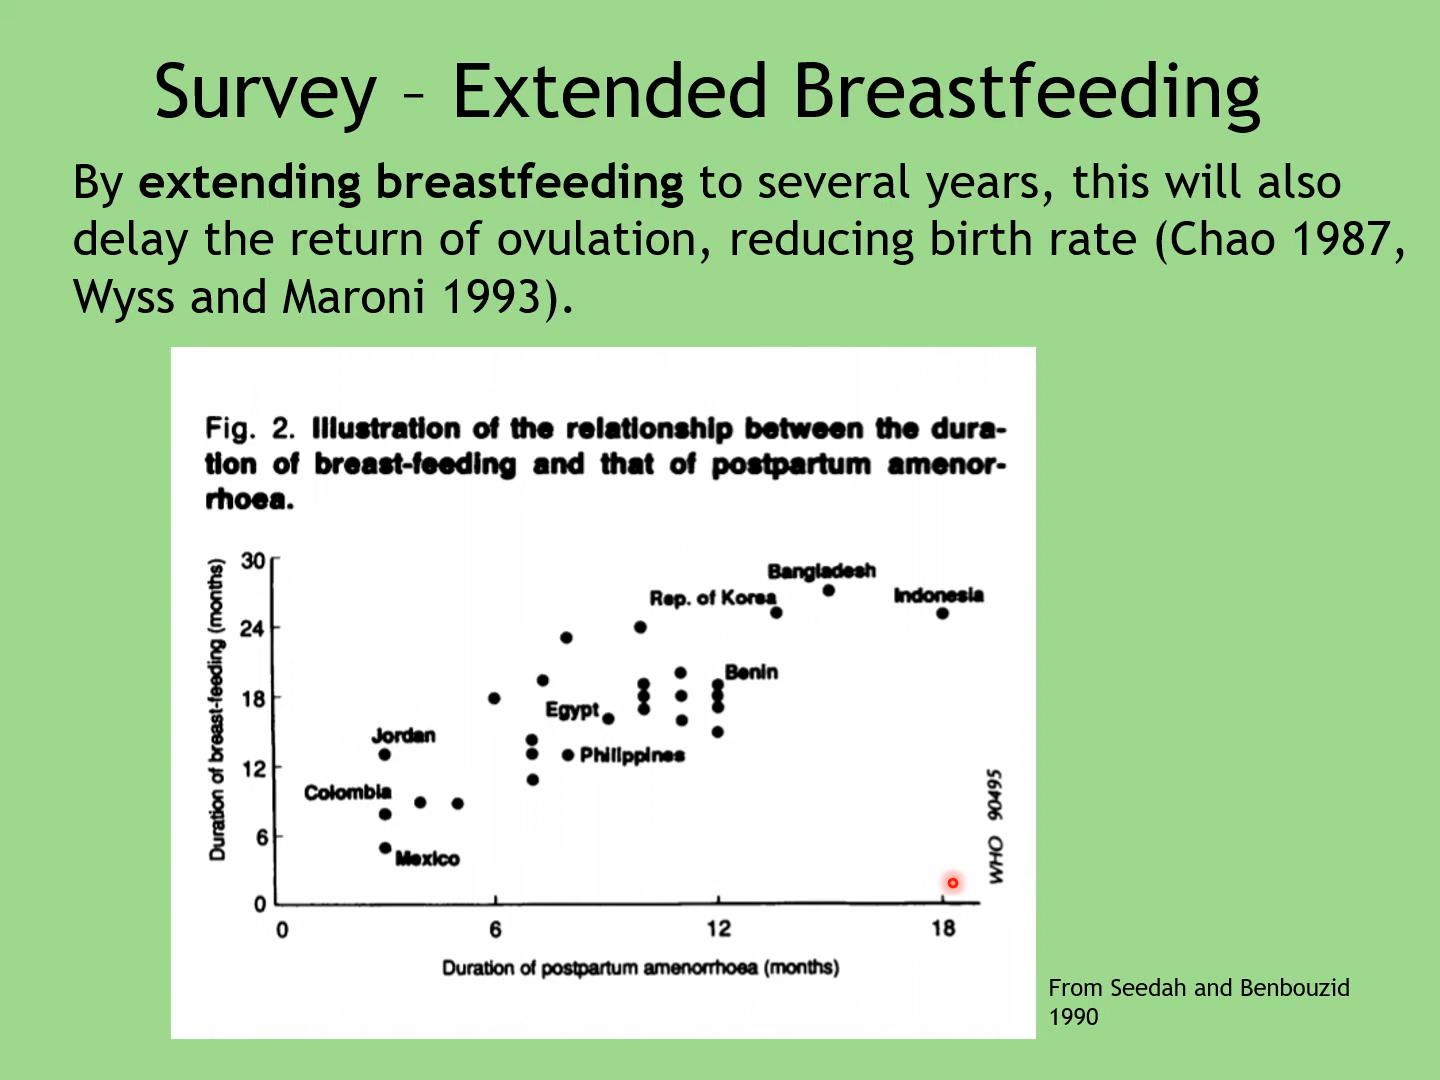 Survey – Extended Breastfeeding
By extending breastfeeding to several years, this will also
delay the return of ovulation, reducing birth rate (Chao 1987,
Wyss and Maroni 1993).
Fig. 2. Illustration of the relationship between the dura-
tion of breast-feeding and that of postpartum amenor-
rhoea.
Duration of breast-feeding (months)
30
24
18
12
6
0
Bangladesh
Rep. of Korea
Indonesia
Benin
Egypt
Jordan
Philippines
Colombia
Mexico
WHO 90495
0
6
12
18
Duration of postpartum amenorrhoea (months)
From Seedah and Benbouzid
1990